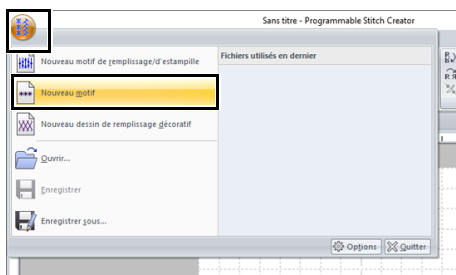 Sans titre - Programmable Stitch Creator
Nouveau motif de remplissage/d'estampille
Fichiers utilisés en dernier
Nouveau motif
Nouveau dessin de remplissage décoratif
Ouvrir...
Enregistrer
Enregistrer sous...
Options
Quitter